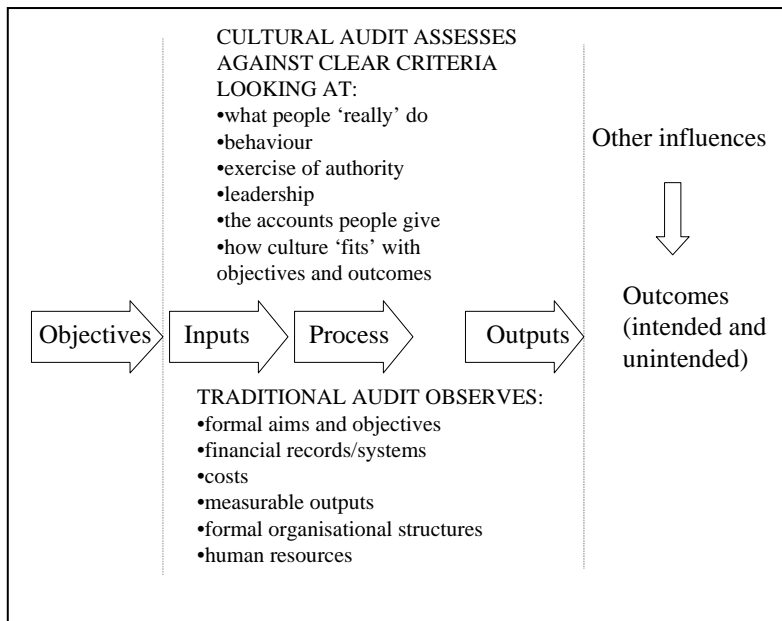 CULTURAL AUDIT ASSESSES
AGAINST CLEAR CRITERIA
LOOKING AT:
•what people ‘really’ do
•behaviour
•exercise of authority
•leadership
•the accounts people give
•how culture ‘fits’ with
objectives and outcomes
Other influences
Objectives
Inputs
Process
Outputs
Outcomes
(intended and
unintended)
TRADITIONAL AUDIT OBSERVES:
•formal aims and objectives
•financial records/systems
•costs
•measurable outputs
•formal organisational structures
•human resources